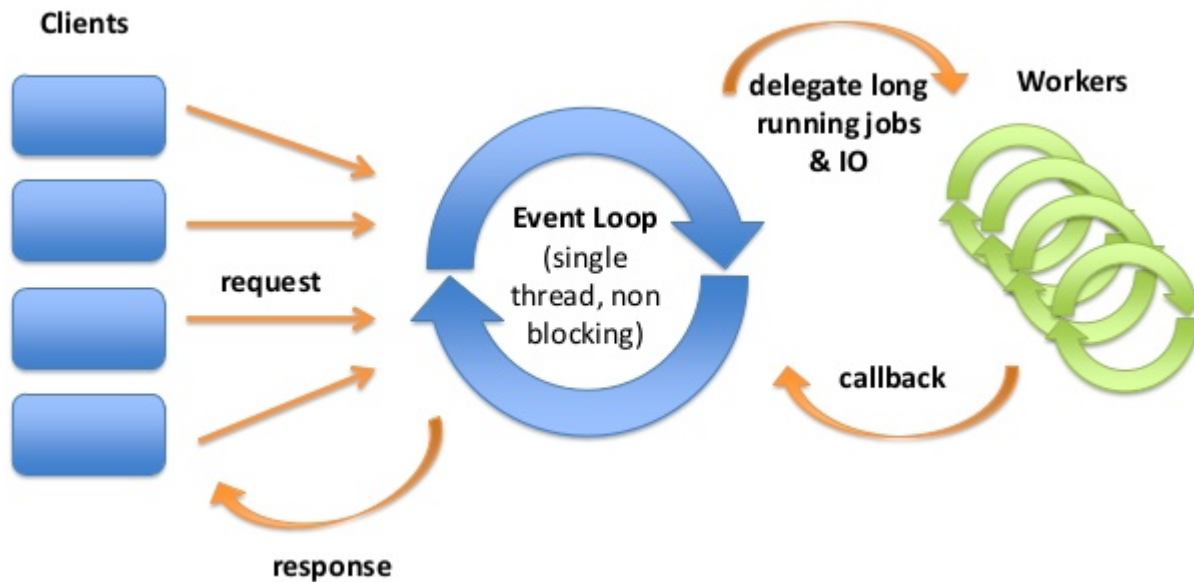 Clients
request
response
Event Loop
(single
thread, non
blocking)
delegate long
running jobs
& IO
callback
Workers